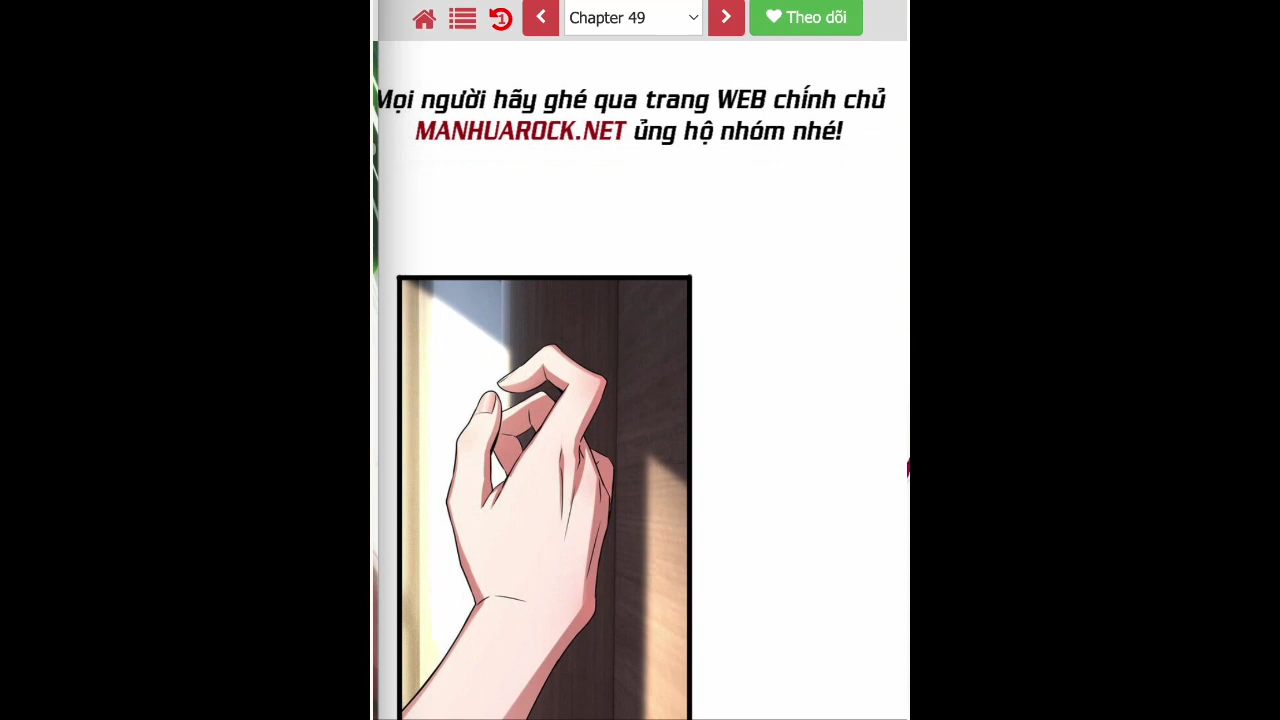 Chapter 49
Theo dõi
Mọi người hãy ghé qua trang WEB chính chủ
MANHUAROCK.NET ủng hộ nhóm nhé!